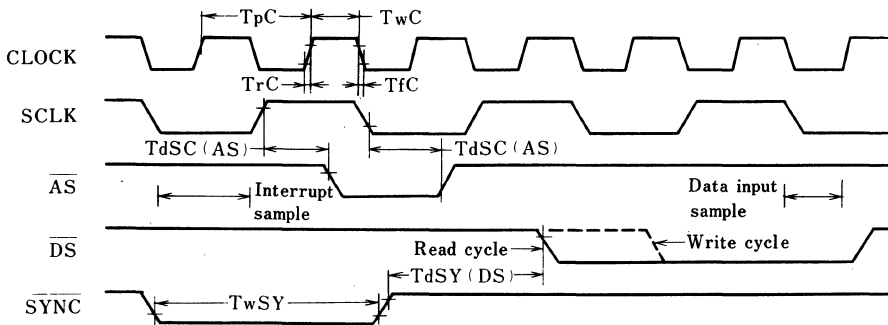 TpC TwC
CLOCK
TrC TfC
SCLK
TdSC (AS) TdSC (AS)
AS
Interrupt
sample
Data input
sample
DS
Read cycle Write cycle
TdSY (DS)
SYNC
TwSY